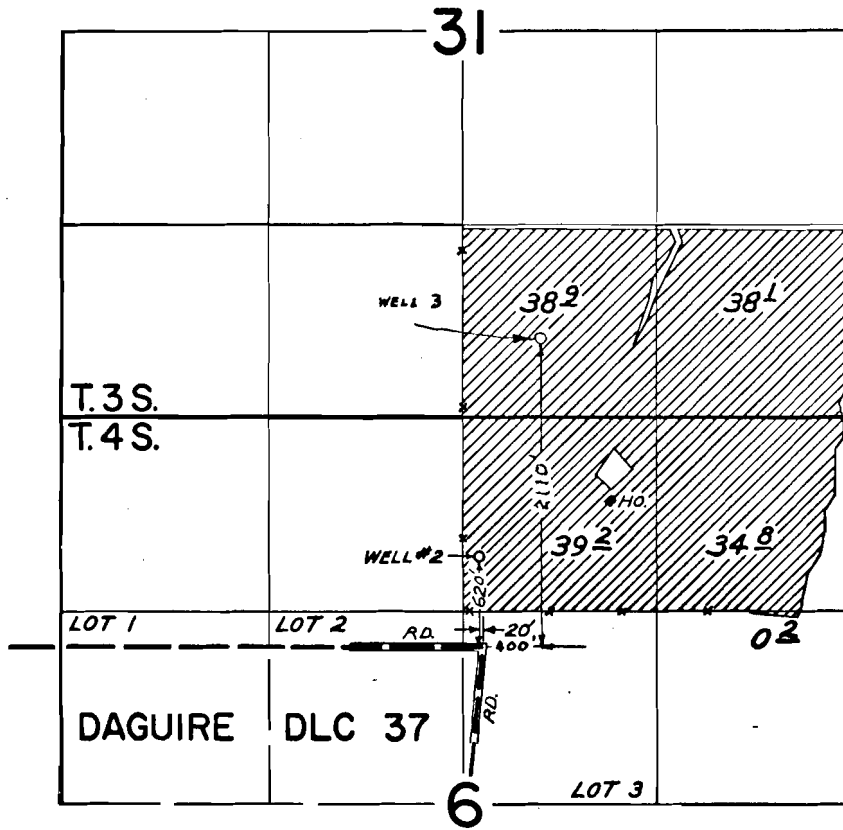 31
WELL 3
38 9
38 1
T. 3 S.
T. 4 S.
2110'
HO.
39 2
34 8
WELL #2
620'
LOT 1
LOT 2
RD.
20'
400'
0 2
RD.
DAGUIRE DLC 37
LOT 3
6